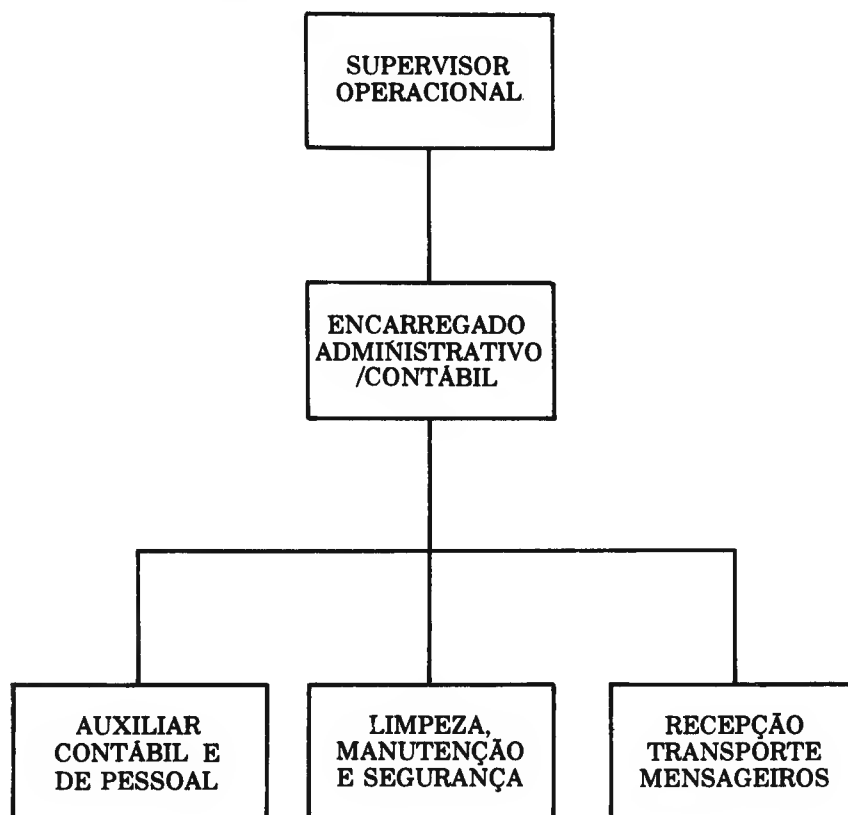 SUPERVISOR
OPERACIONAL
ENCARREGADO
ADMINISTRATIVO
/CONTÁBIL
AUXILIAR
CONTÁBIL E
DE PESSOAL
LIMPEZA,
MANUTENÇÃO
E SEGURANÇA
RECEPÇÃO
TRANSPORTE
MENSAGEIROS